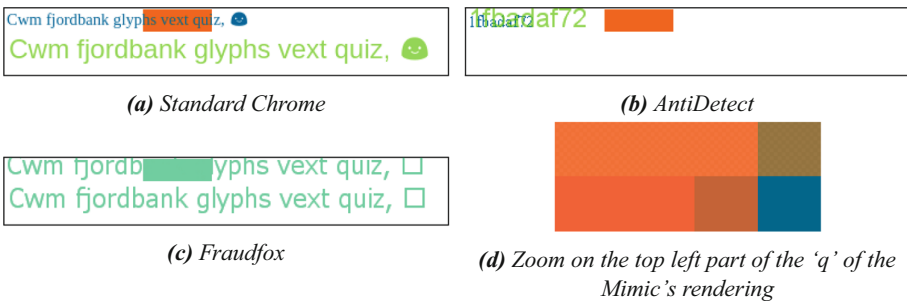 Cwm fjordbank glyphs vext quiz,
Cwm fjordbank glyphs vext quiz,
(a) Standard Chrome
1fbadaf72
1fbadaf72
(b) AntiDetect
Cwm fjordb yphs vext quiz,
Cwm fjordbank glyphs vext quiz,
(c) Fraudfox
(d) Zoom on the top left part of the ‘q’ of the
Mimic’s rendering